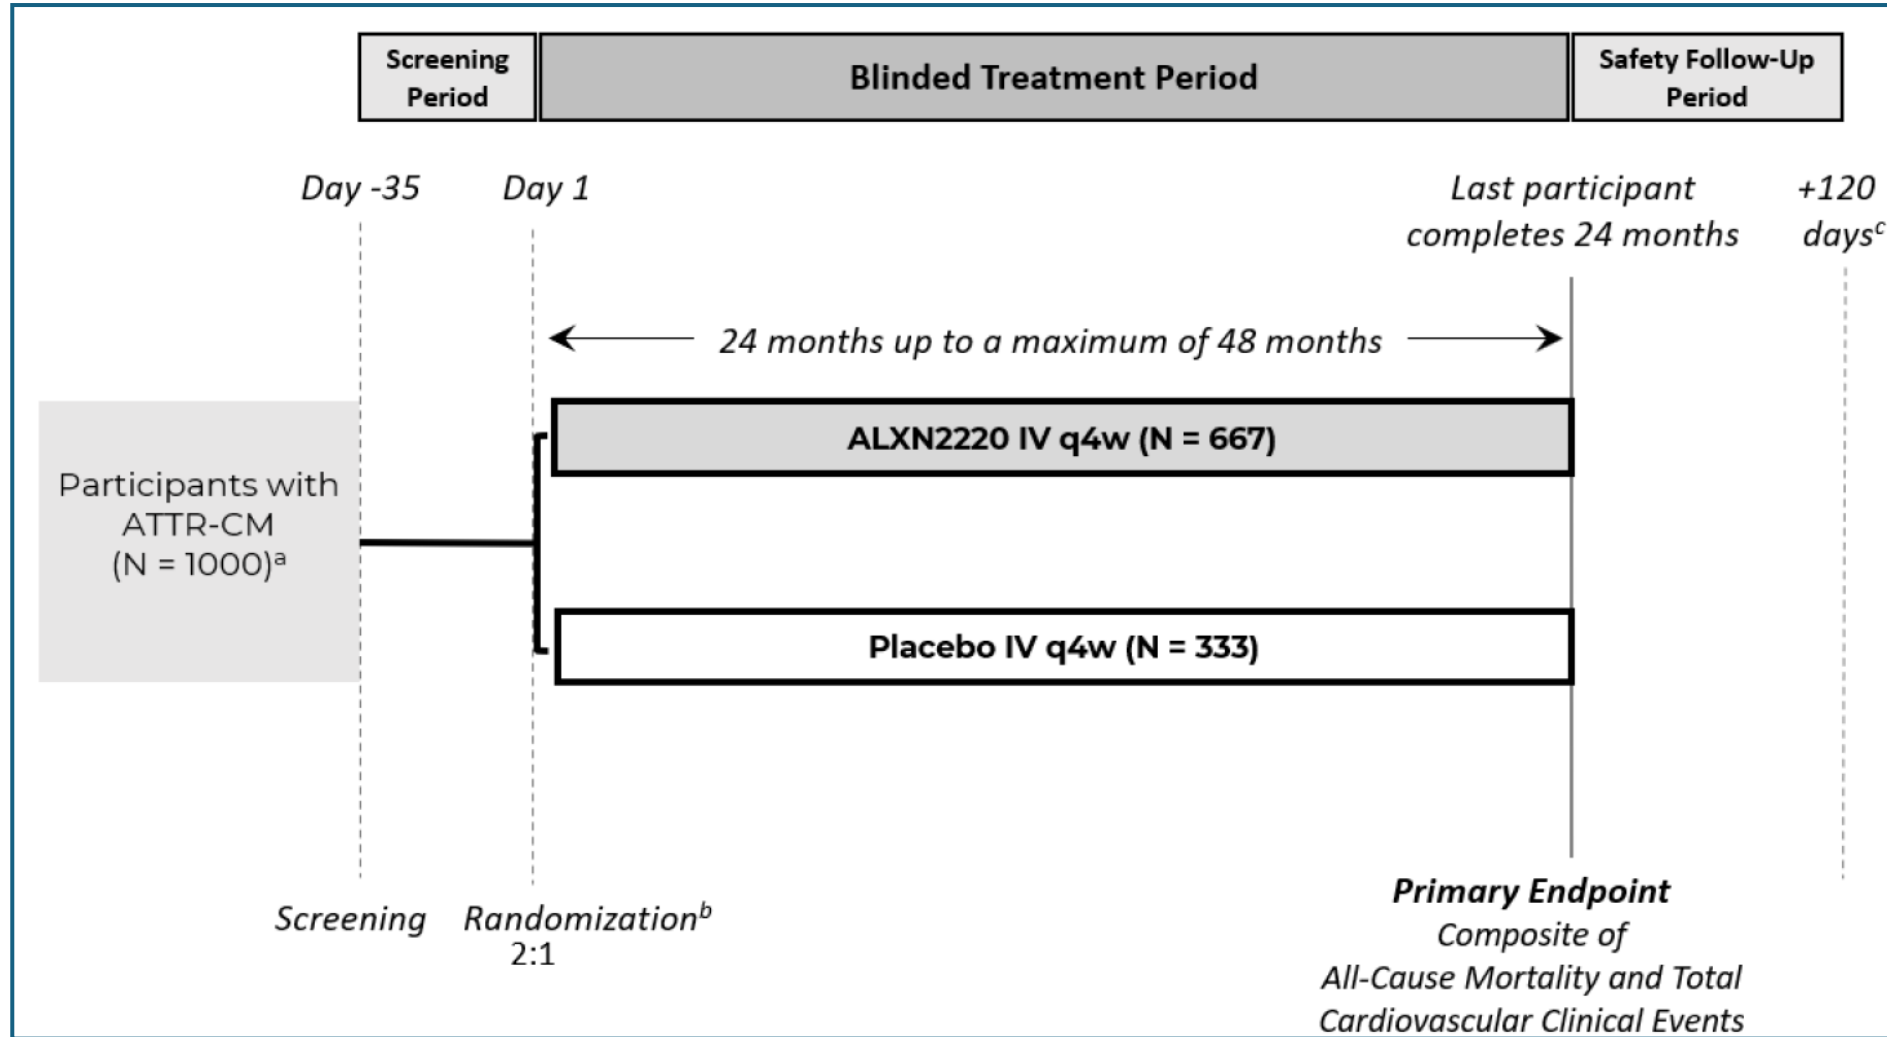 Screening
Period
Blinded Treatment Period
Safety Follow-Up
Period
Day -35
Day 1
Last participant
completes 24 months
+120
daysᶜ
24 months up to a maximum of 48 months
ALXN2220 IV q4w (N = 667)
Participants with
ATTR-CM
(N = 1000)ᵃ
Placebo IV q4w (N = 333)
Screening
Randomizationᵇ
2:1
Primary Endpoint
Composite of
All-Cause Mortality and Total
Cardiovascular Clinical Events